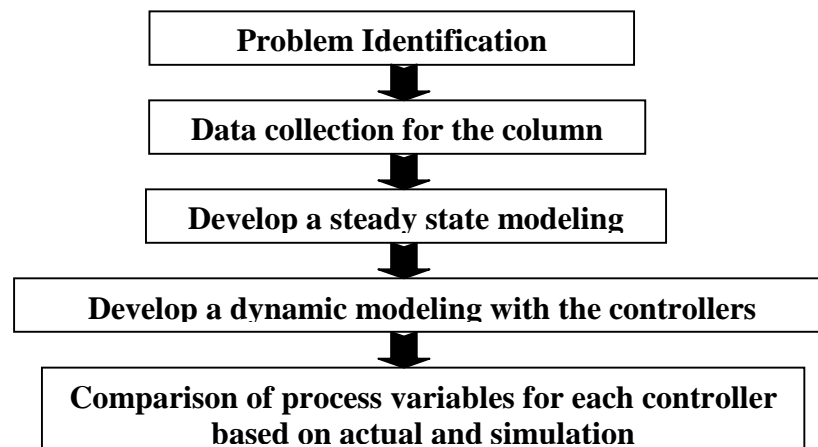 Problem Identification
Data collection for the column
Develop a steady state modeling
Develop a dynamic modeling with the controllers
Comparison of process variables for each controller
based on actual and simulation